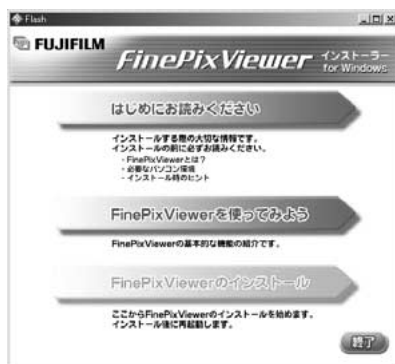 Flash
FUJIFILM
FinePixViewer インストーラー
for Windows
はじめにお読みください
インストールする際の大切な情報です。
インストールの前に必ずお読みください。
・FinePixViewerとは？
・必要なパソコン環境
・インストール時のヒント
FinePixViewerを使ってみよう
FinePixViewerの基本的な機能の紹介です。
FinePixViewerのインストール
ここからFinePixViewerのインストールを始めます。
インストール後に再起動します。
終了